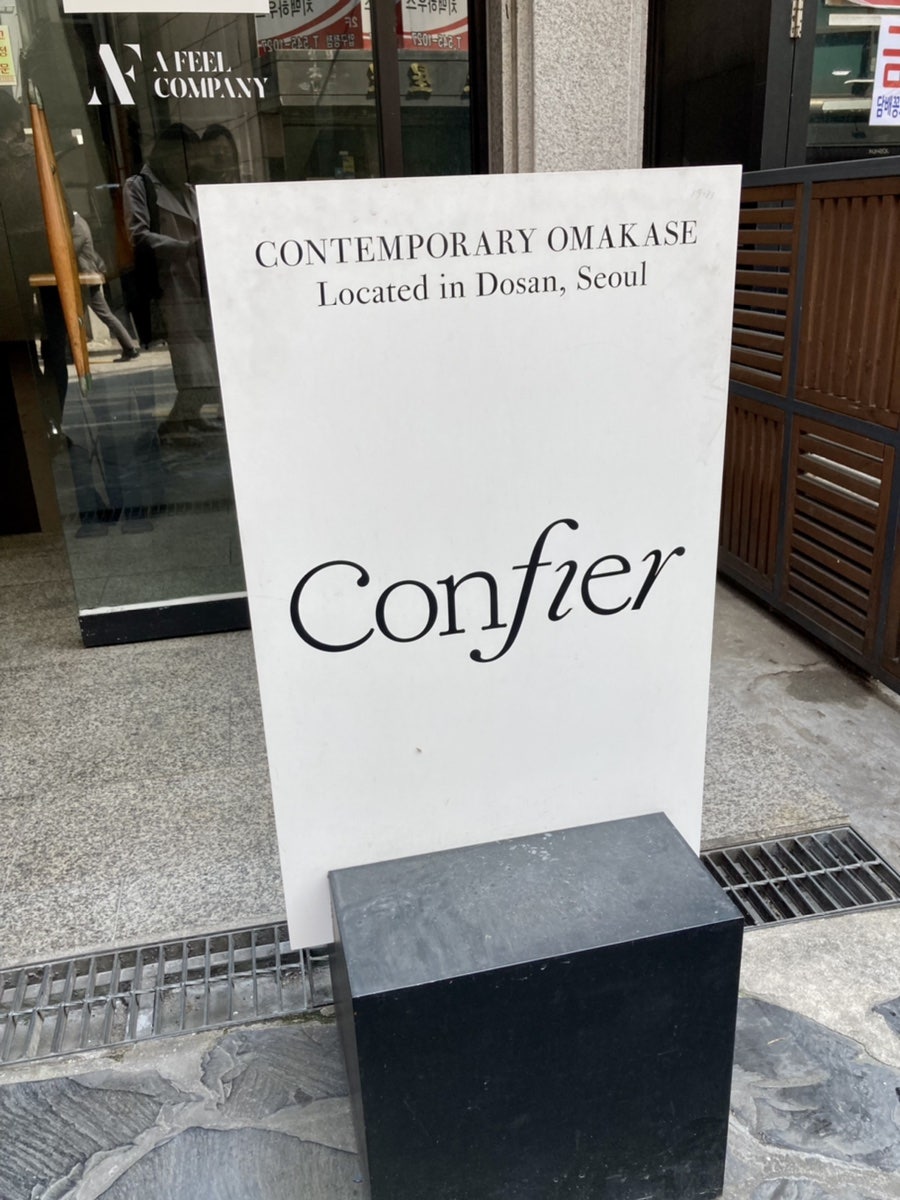 A FEEL
COMPANY
CONTEMPORARY OMAKASE
Located in Dosan, Seoul
Confier